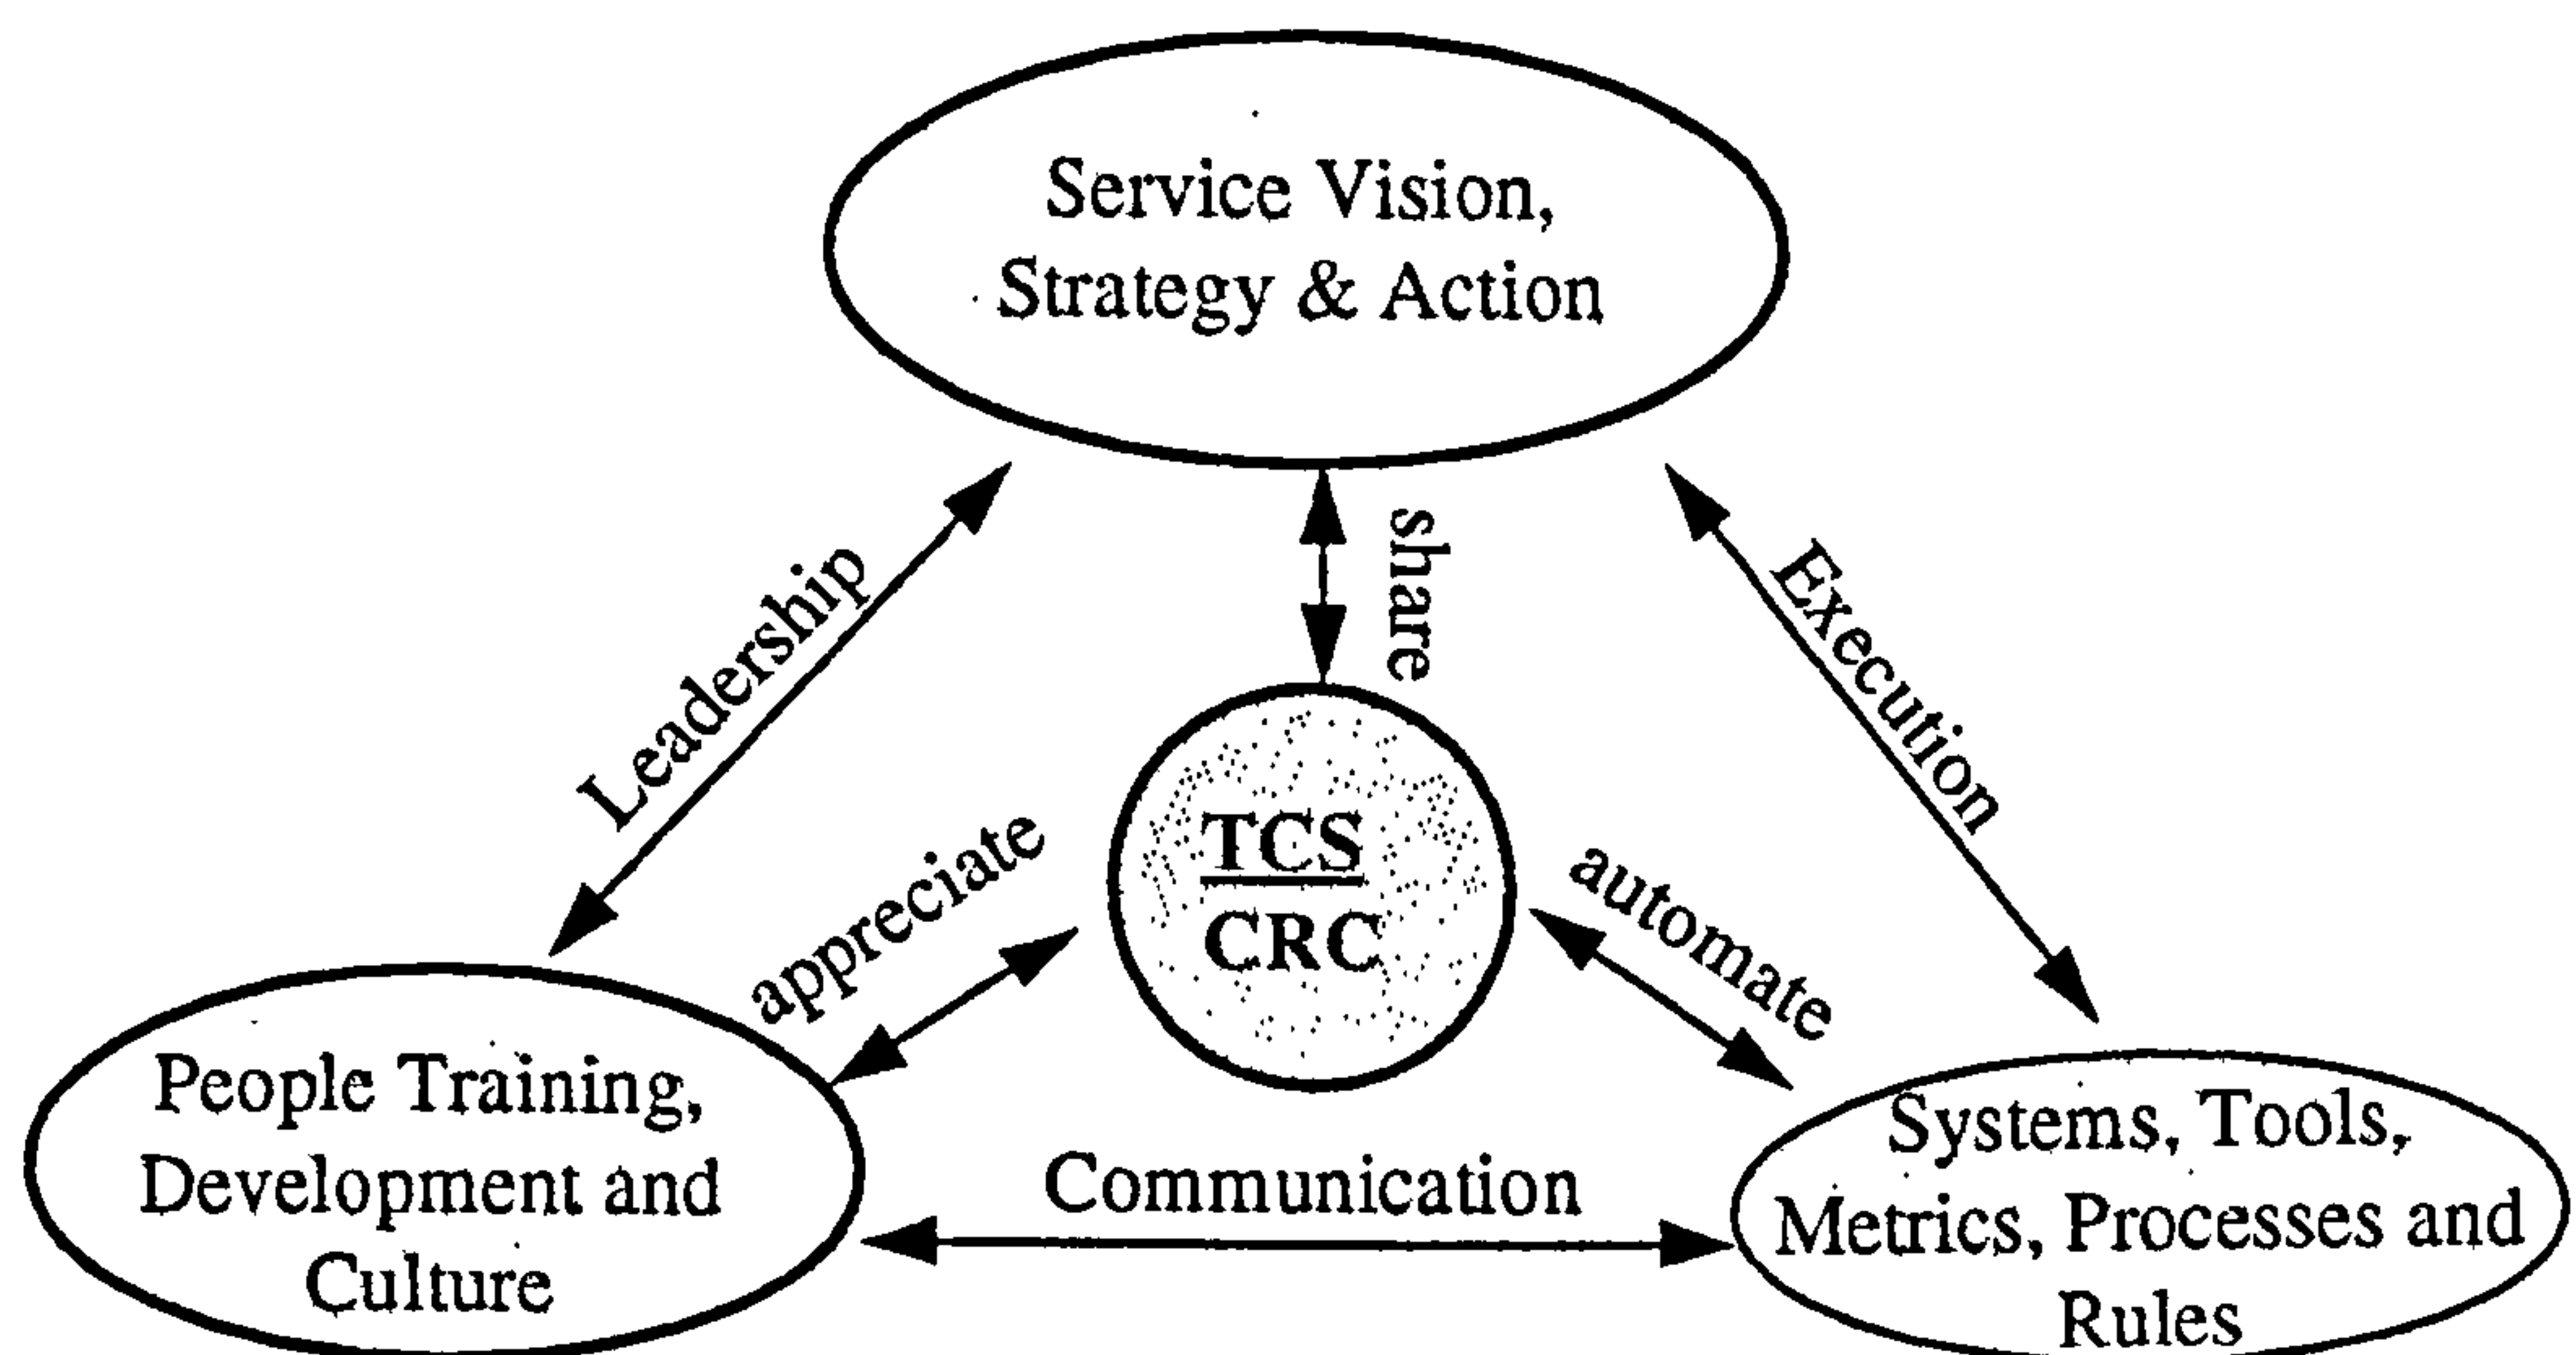 Service Vision,
Strategy & Action
Leadership
share
Execution
appreciate
TCS
CRC
automate
People Training,
Development and
Culture
Communication
Systems, Tools,
Metrics, Processes and
Rules